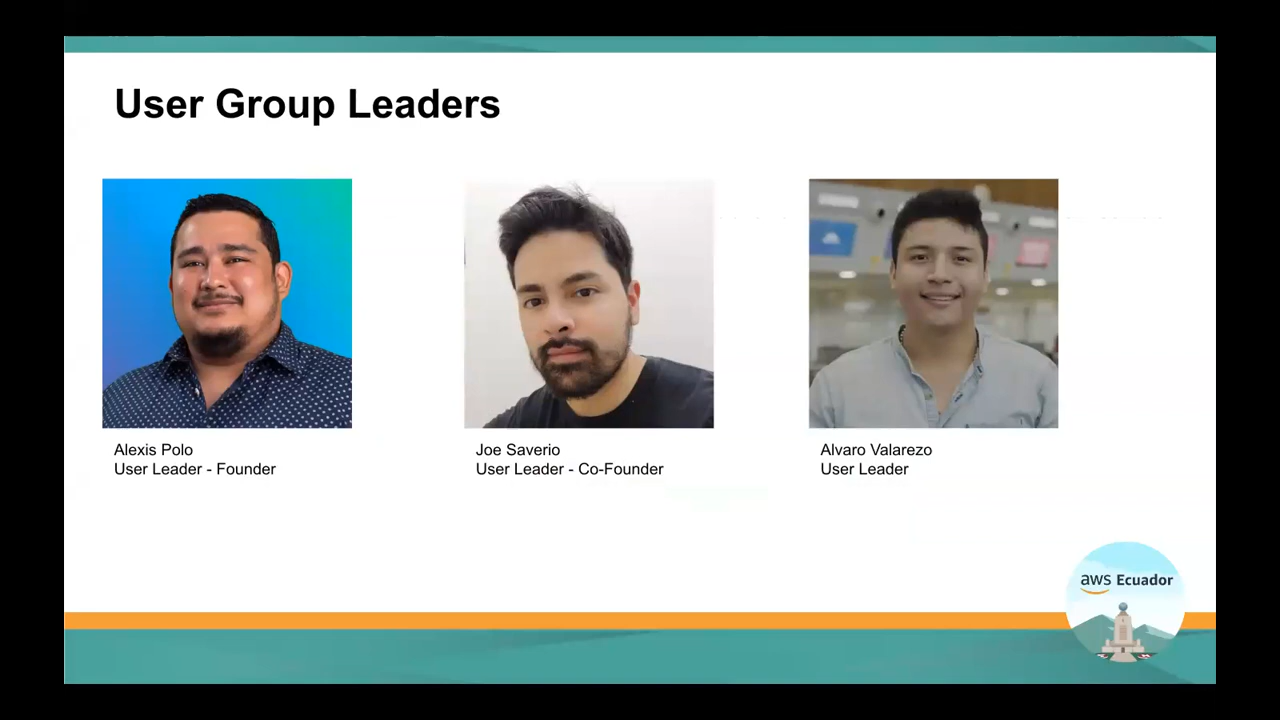 User Group Leaders
Alexis Polo
User Leader - Founder
Joe Saverio
User Leader - Co-Founder
Alvaro Valarezo
User Leader
aws Ecuador